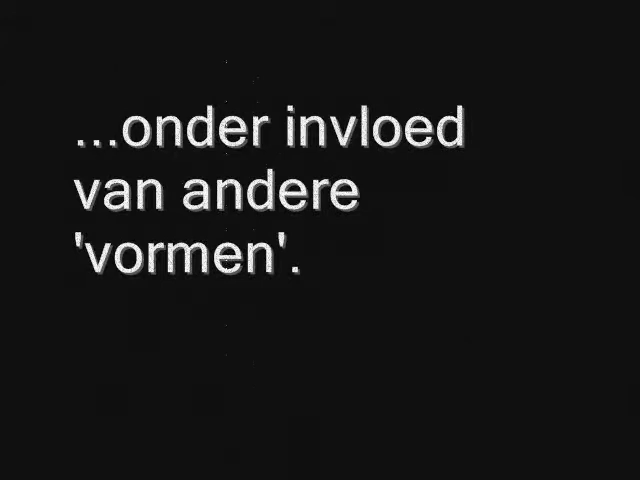 ...onder invloed
van andere
'vormen'.